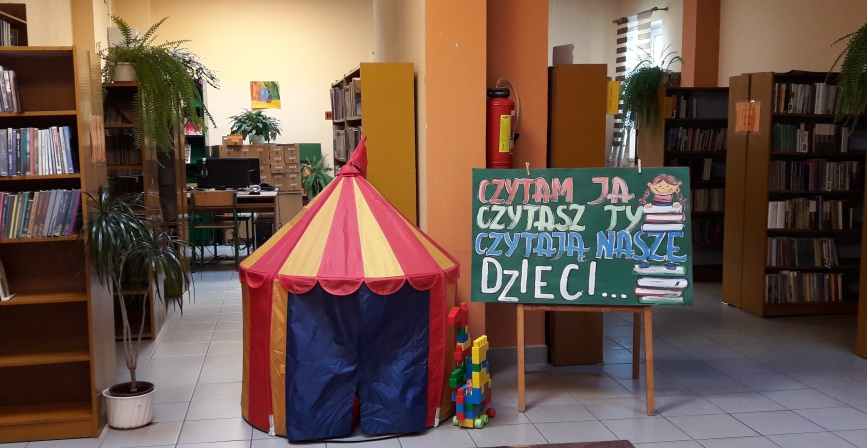 CZYTAM JA
CZYTASZ TY
CZYTAJĄ NASZE
DZIECI...